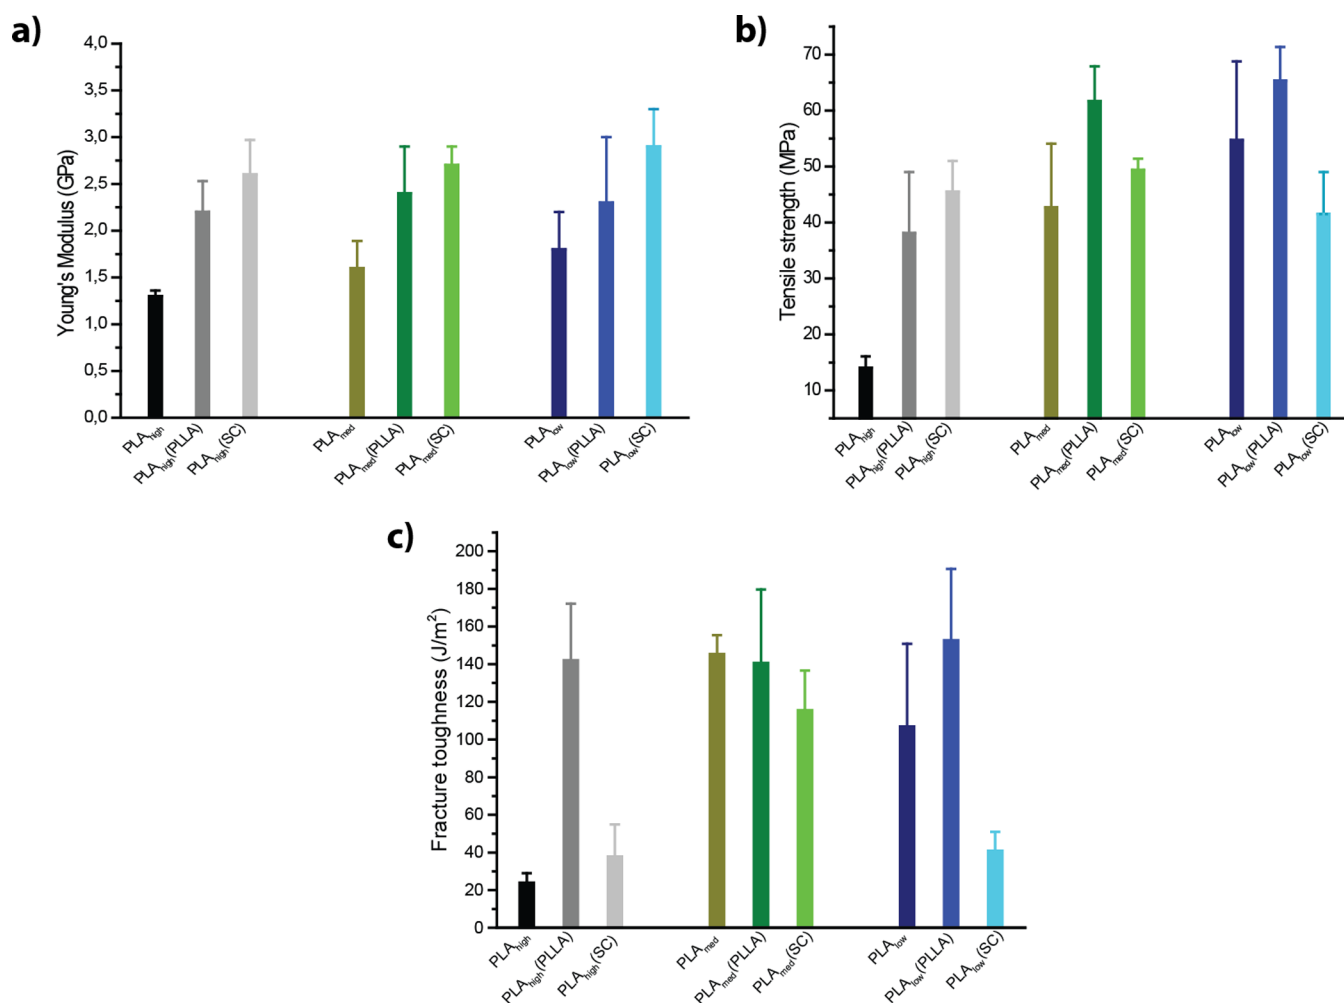 a)
Young's Modulus (GPa)
4,0
3,5
3,0
2,5
2,0
1,5
1,0
0,5
0,0
PLAhigh
PLAhigh(PLLA)
PLAhigh(SC)
PLAmed
PLAmed(PLLA)
PLAmed(SC)
PLAlow
PLAlow(PLLA)
PLAlow(SC)
b)
Tensile strength (MPa)
70
60
50
40
30
20
10
PLAhigh
PLAhigh(PLLA)
PLAhigh(SC)
PLAmed
PLAmed(PLLA)
PLAmed(SC)
PLAlow
PLAlow(PLLA)
PLAlow(SC)
c)
Fracture toughness (J/m²)
200
180
160
140
120
100
80
60
40
20
0
PLAhigh
PLAhigh(PLLA)
PLAhigh(SC)
PLAmed
PLAmed(PLLA)
PLAmed(SC)
PLAlow
PLAlow(PLLA)
PLAlow(SC)